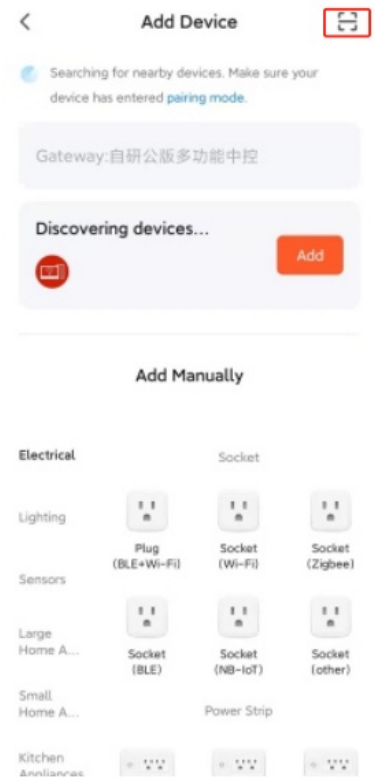 Add Device
Searching for nearby devices. Make sure your
device has entered pairing mode.
Gateway:自研公版多功能中控
Discovering devices...
Add
Add Manually
Electrical
Socket
Lighting
Plug
(BLE+Wi-Fi)
Socket
(Wi-Fi)
Socket
(Zigbee)
Sensors
Large
Home A...
Socket
(BLE)
Socket
(NB-IoT)
Socket
(other)
Small
Home A...
Power Strip
Kitchen
Appliances